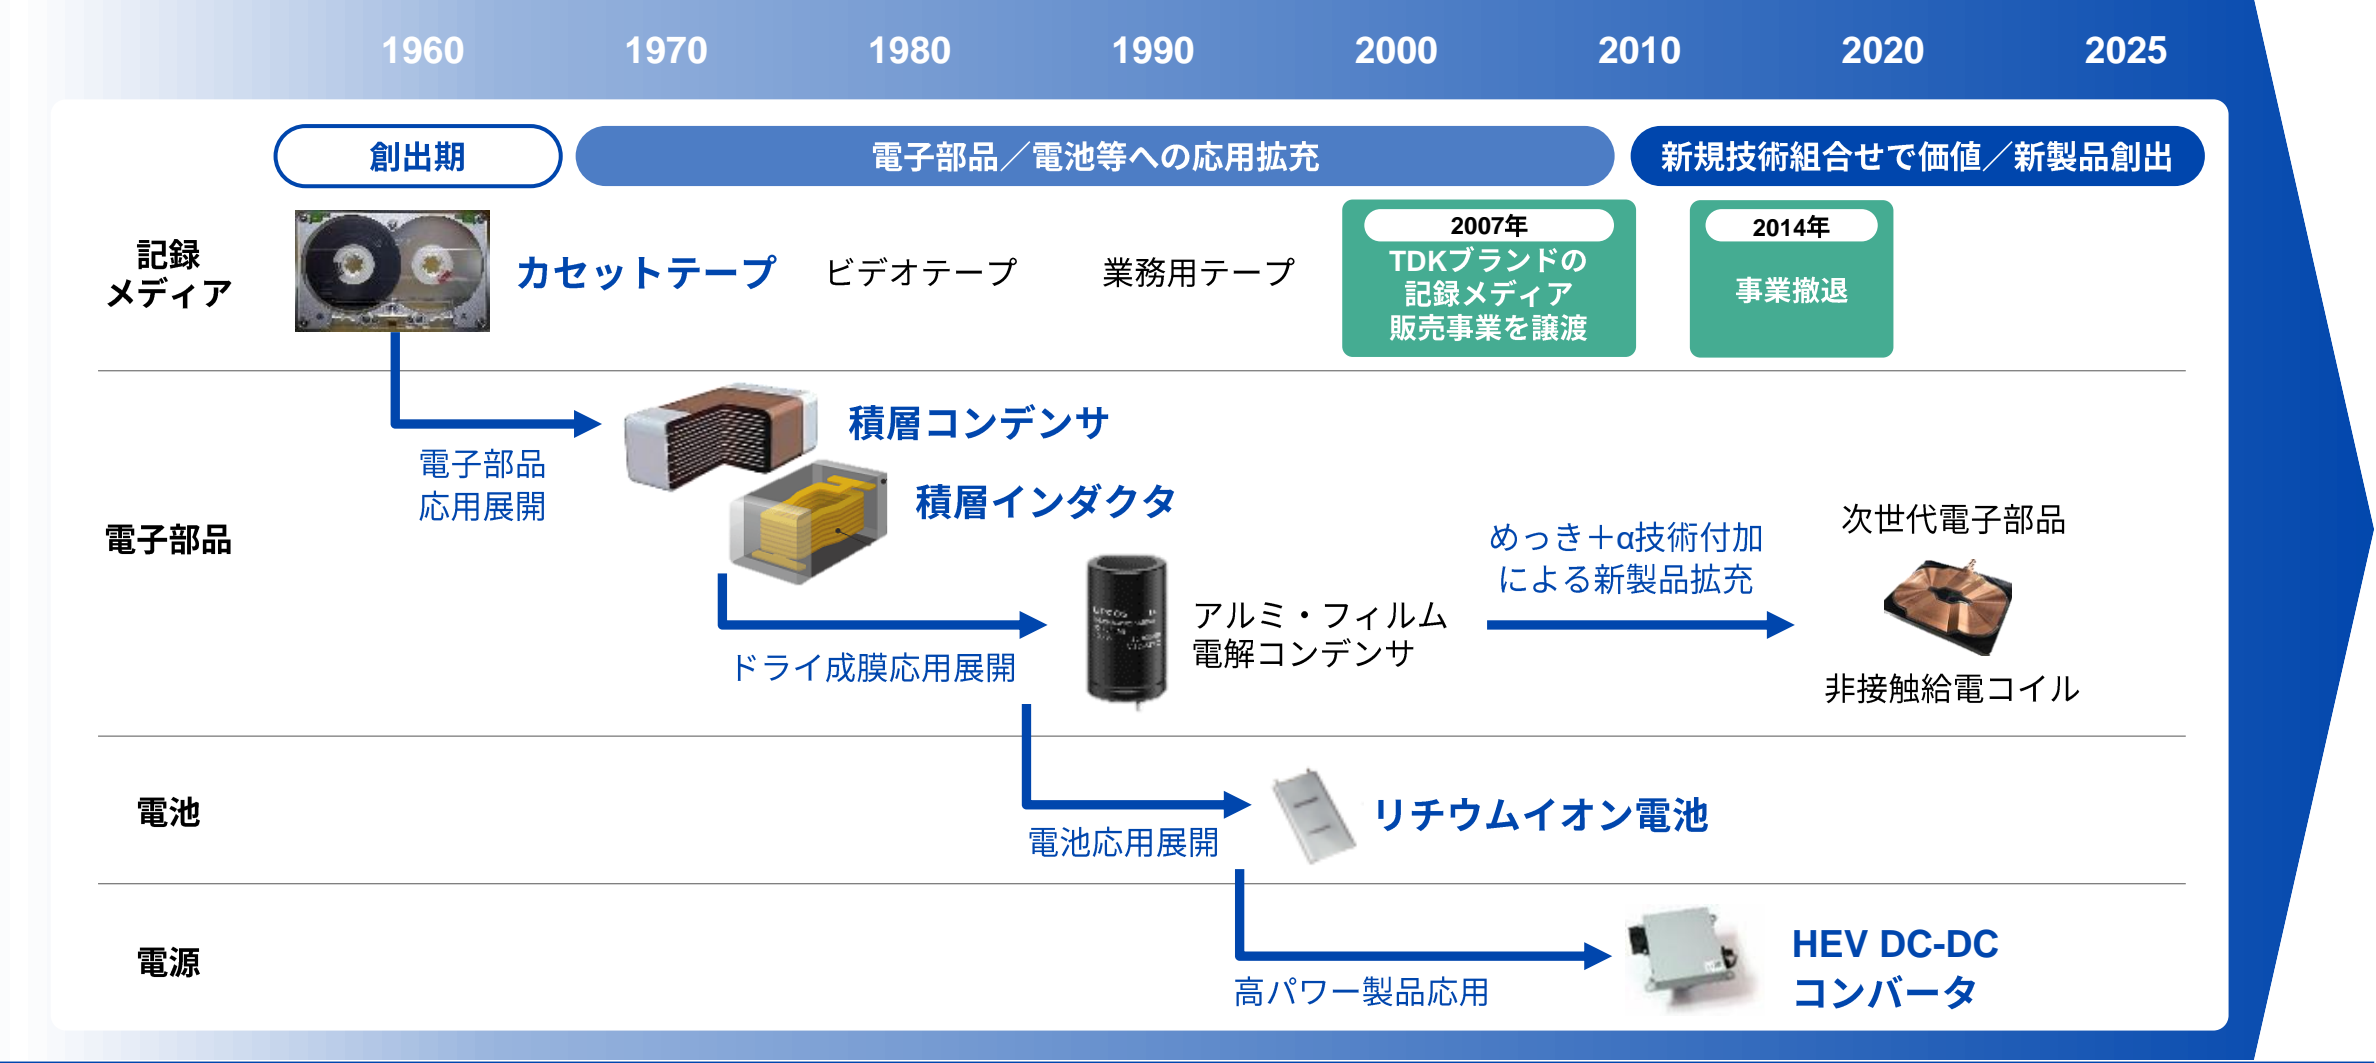 1960 1970 1980 1990 2000 2010 2020 2025
創出期 電子部品／電池等への応用拡充 新規技術組合せで価値／新製品創出
記録
メディア
カセットテープ ビデオテープ 業務用テープ
2007年
TDKブランドの
記録メディア
販売事業を譲渡
2014年
事業撤退
電子部品
電子部品
応用展開
積層コンデンサ
積層インダクタ
ドライ成膜応用展開
アルミ・フィルム
電解コンデンサ
めっき＋α技術付加
による新製品拡充
次世代電子部品
非接触給電コイル
電池
電池応用展開
リチウムイオン電池
電源
高パワー製品応用
HEV DC-DC
コンバータ